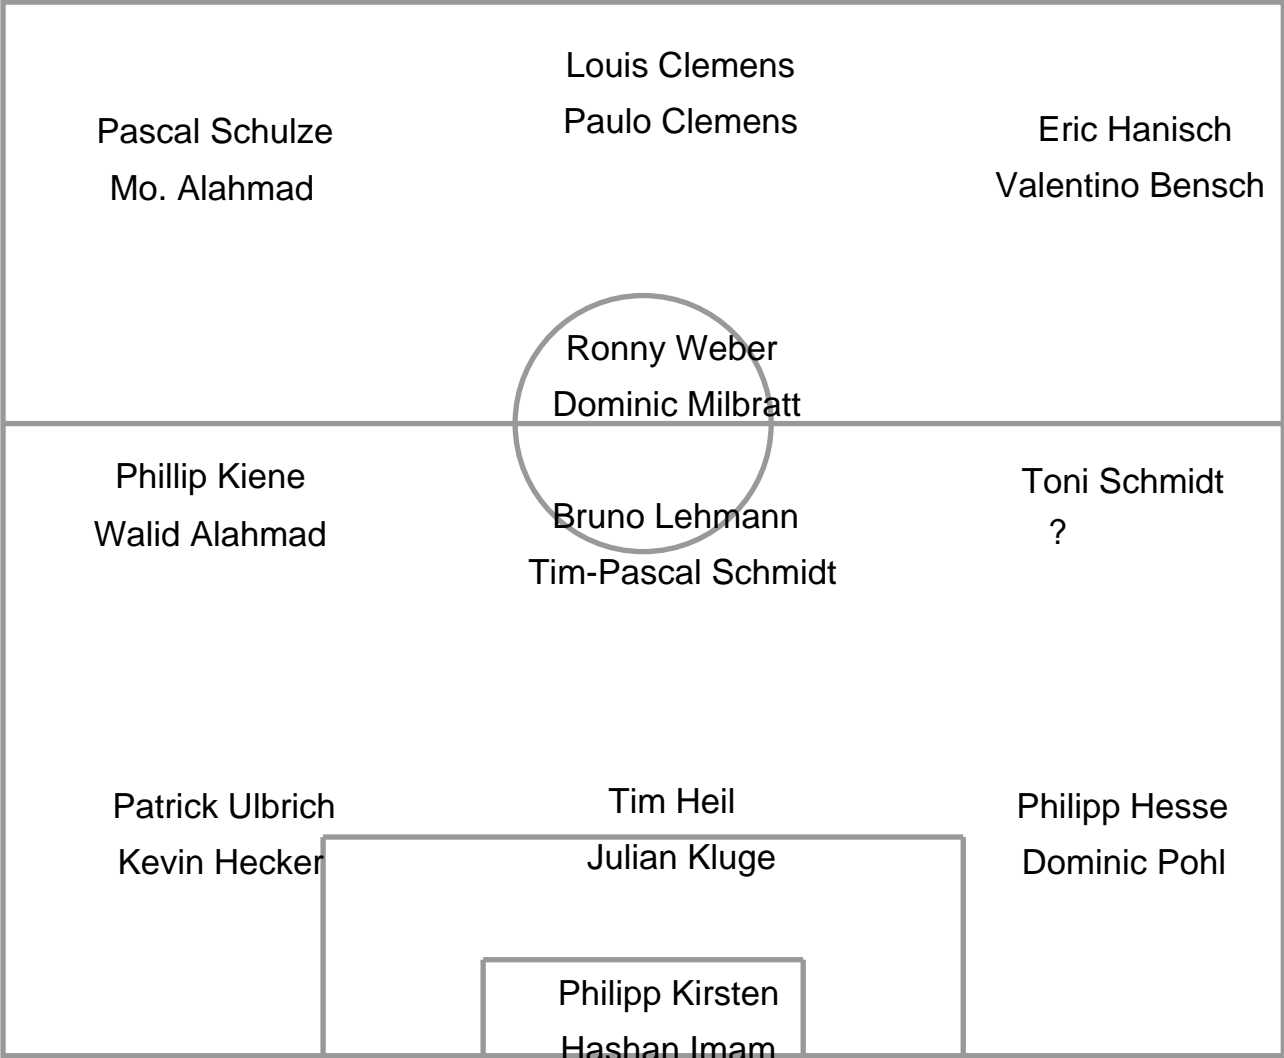 Louis Clemens
Paulo Clemens
Pascal Schulze
Mo. Alahmad
Eric Hanisch
Valentino Bensch
Ronny Weber
Dominic Milbratt
Phillip Kiene
Walid Alahmad
Bruno Lehmann
Tim-Pascal Schmidt
Toni Schmidt
?
Patrick Ulbrich
Kevin Hecker
Tim Heil
Julian Kluge
Philipp Hesse
Dominic Pohl
Philipp Kirsten
Hashan Imam